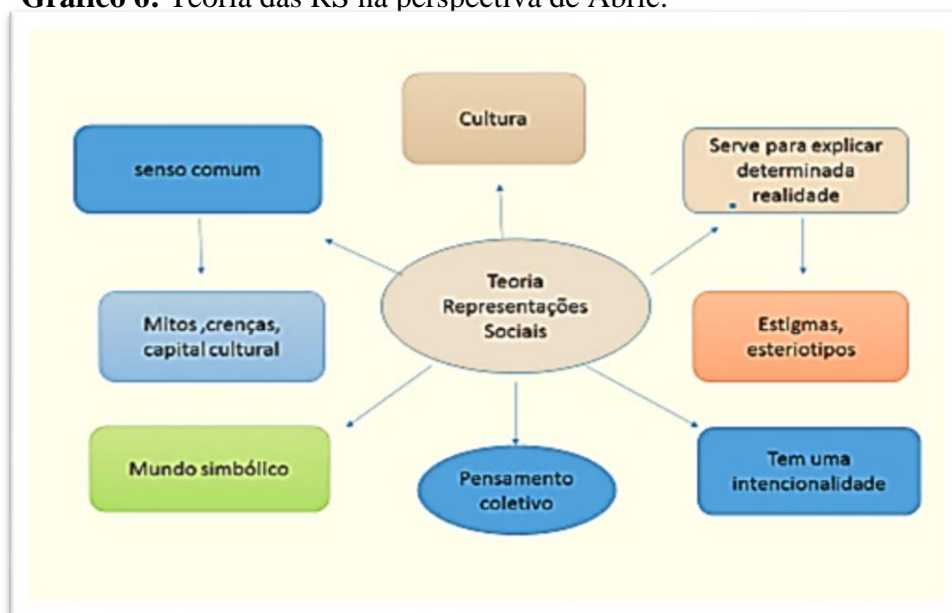 Gráfico 6: Teoria das RS na perspectiva de Abric.
Cultura
senso comum
Serve para explicar
determinada
realidade
Teoria
Representações
Sociais
Mitos ,crenças,
capital cultural
Estigmas,
esteriotipos
Mundo simbólico
Pensamento
coletivo
Tem uma
intencionalidade